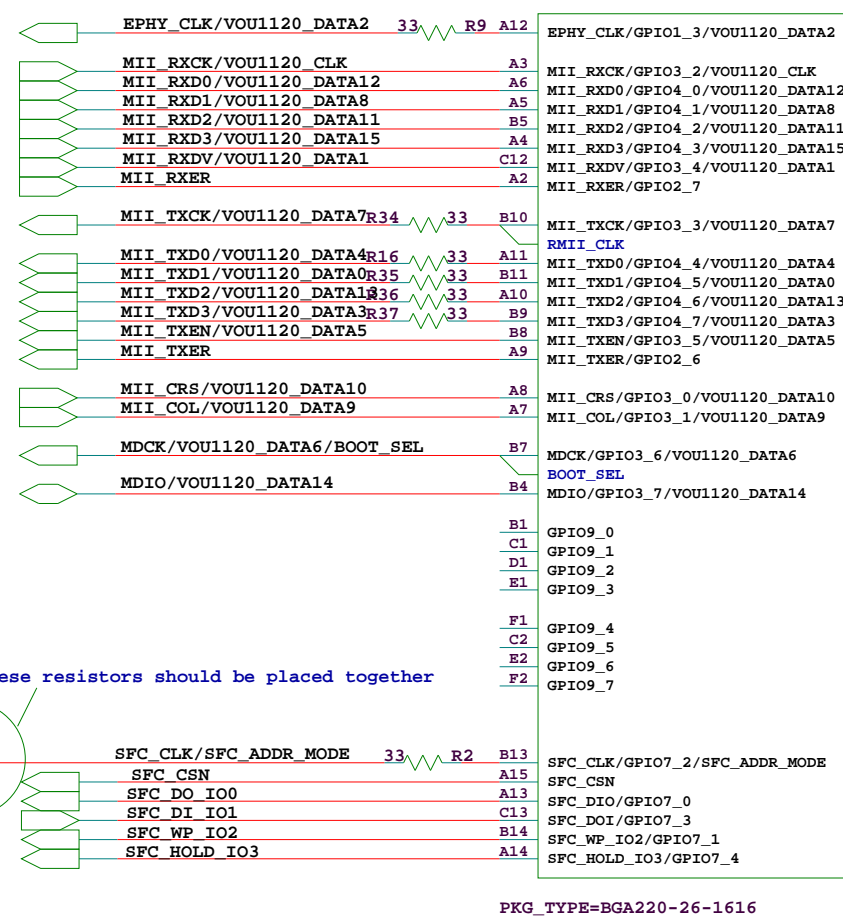 EPHY_CLK/VOU1120_DATA2 33 R9 A12 EPHY_CLK/GPIO1_3/VOU1120_DATA2
MII_RXCK/VOU1120_CLK A3 MII_RXCK/GPIO3_2/VOU1120_CLK
MII_RXD0/VOU1120_DATA12 A6 MII_RXD0/GPIO4_0/VOU1120_DATA12
MII_RXD1/VOU1120_DATA8 A5 MII_RXD1/GPIO4_1/VOU1120_DATA8
MII_RXD2/VOU1120_DATA11 B5 MII_RXD2/GPIO4_2/VOU1120_DATA11
MII_RXD3/VOU1120_DATA15 A4 MII_RXD3/GPIO4_3/VOU1120_DATA15
MII_RXDV/VOU1120_DATA1 C12 MII_RXDV/GPIO3_4/VOU1120_DATA1
MII_RXER A2 MII_RXER/GPIO2_7
MII_TXCK/VOU1120_DATA7 R34 33 B10 MII_TXCK/GPIO3_3/VOU1120_DATA7
RMII_CLK
MII_TXD0/VOU1120_DATA4 R16 33 A11 MII_TXD0/GPIO4_4/VOU1120_DATA4
MII_TXD1/VOU1120_DATA0 R35 33 B11 MII_TXD1/GPIO4_5/VOU1120_DATA0
MII_TXD2/VOU1120_DATA13 R36 33 A10 MII_TXD2/GPIO4_6/VOU1120_DATA13
MII_TXD3/VOU1120_DATA3 R37 33 B9 MII_TXD3/GPIO4_7/VOU1120_DATA3
MII_TXEN/VOU1120_DATA5 B8 MII_TXEN/GPIO3_5/VOU1120_DATA5
MII_TXER A9 MII_TXER/GPIO2_6
MII_CRS/VOU1120_DATA10 A8 MII_CRS/GPIO3_0/VOU1120_DATA10
MII_COL/VOU1120_DATA9 A7 MII_COL/GPIO3_1/VOU1120_DATA9
MDCK/VOU1120_DATA6/BOOT_SEL B7 MDCK/GPIO3_6/VOU1120_DATA6
BOOT_SEL
MDIO/VOU1120_DATA14 B4 MDIO/GPIO3_7/VOU1120_DATA14
B1 GPIO9_0
C1 GPIO9_1
D1 GPIO9_2
E1 GPIO9_3
F1 GPIO9_4
C2 GPIO9_5
E2 GPIO9_6
F2 GPIO9_7
ese resistors should be placed together
SFC_CLK/SFC_ADDR_MODE 33 R2 B13 SFC_CLK/GPIO7_2/SFC_ADDR_MODE
SFC_CSN A15 SFC_CSN
SFC_DO_IO0 A13 SFC_DIO/GPIO7_0
SFC_DI_IO1 C13 SFC_DOI/GPIO7_3
SFC_WP_IO2 B14 SFC_WP_IO2/GPIO7_1
SFC_HOLD_IO3 A14 SFC_HOLD_IO3/GPIO7_4
PKG_TYPE=BGA220-26-1616